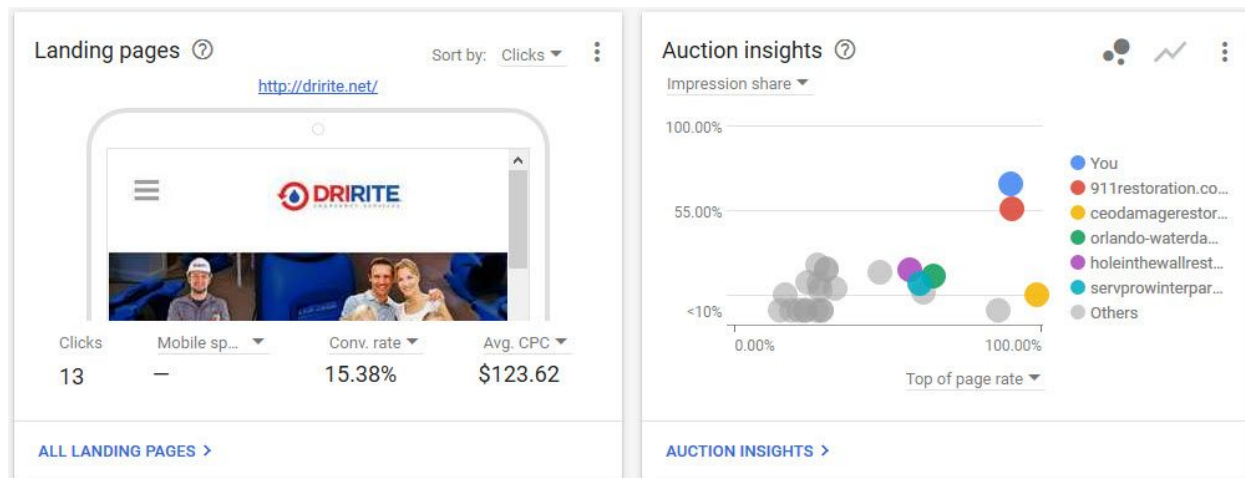 Landing pages
Sort by: Clicks
http://dririte.net/
DRIRITE
Clicks
Mobile sp...
Conv. rate
Avg. CPC
13
—
15.38%
$123.62
ALL LANDING PAGES >
Auction insights
Impression share
100.00%
55.00%
<10%
0.00%
100.00%
Top of page rate
You
911restoration.co...
ceodamagerestor...
orlando-waterda...
holeinthewallrest...
servprowinterpar...
Others
AUCTION INSIGHTS >